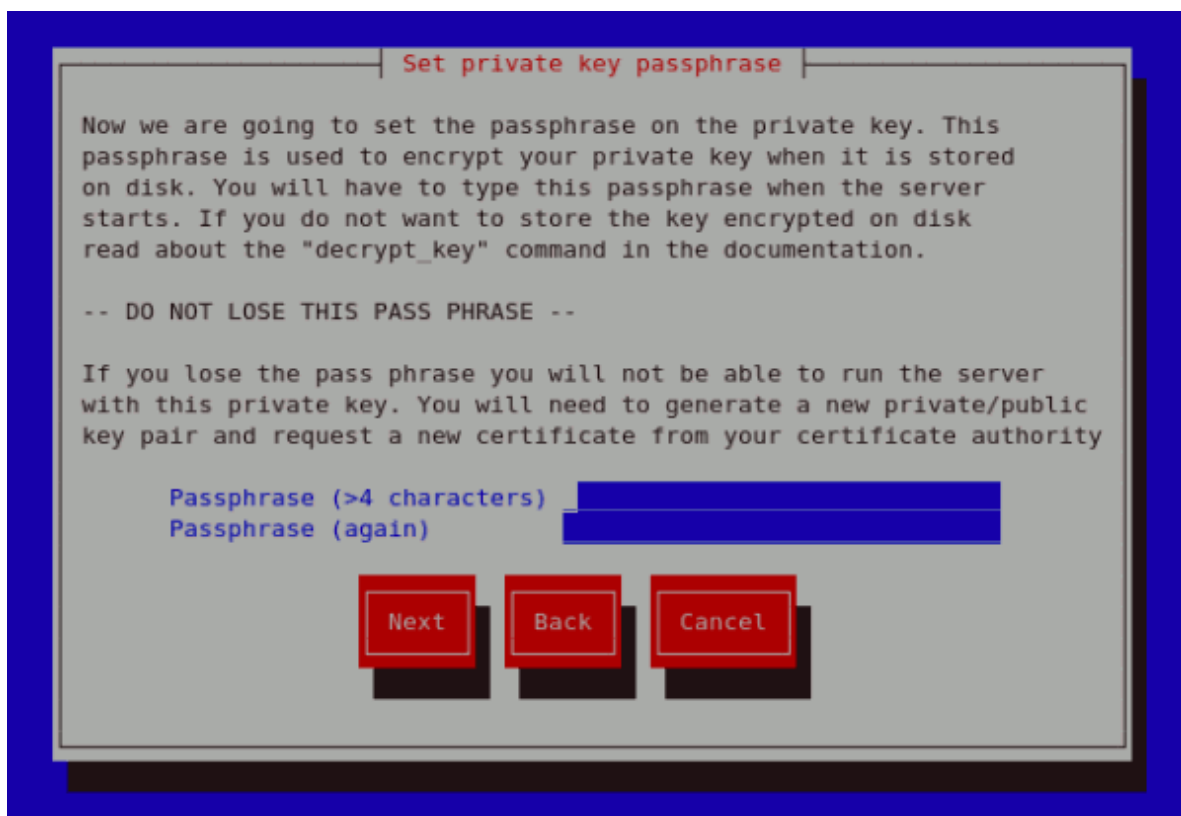 Set private key passphrase
Now we are going to set the passphrase on the private key. This
passphrase is used to encrypt your private key when it is stored
on disk. You will have to type this passphrase when the server
starts. If you do not want to store the key encrypted on disk
read about the "decrypt_key" command in the documentation.
-- DO NOT LOSE THIS PASS PHRASE --
If you lose the pass phrase you will not be able to run the server
with this private key. You will need to generate a new private/public
key pair and request a new certificate from your certificate authority
Passphrase (>4 characters)
Passphrase (again)
Next Back Cancel